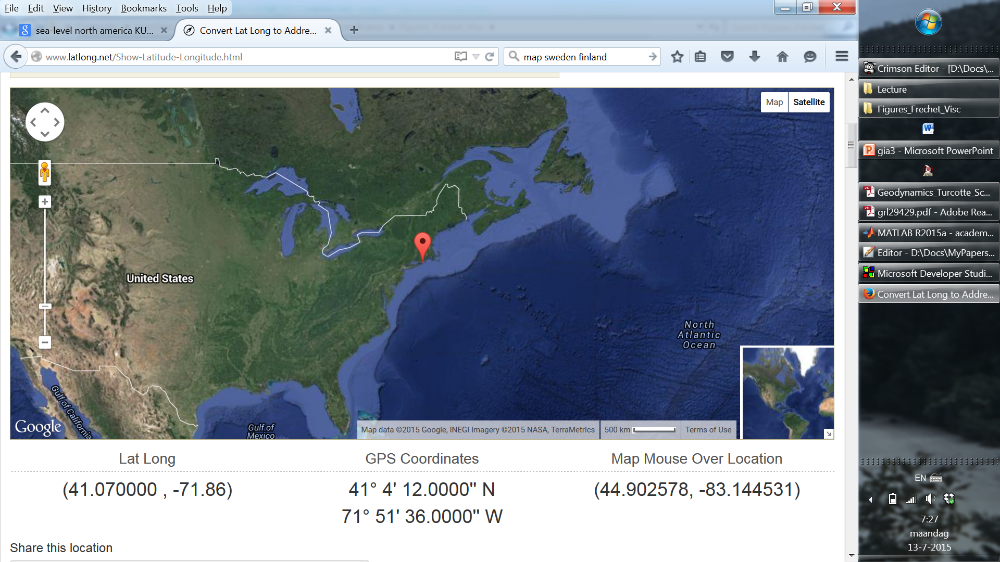 File Edit View History Bookmarks Tools Help
sea-level north america KU...
Convert Lat Long to Addre...
www.latlong.net/Show-Latitude-Longitude.html
map sweden finland
Map Satellite
United States
North
Atlantic
Ocean
Gulf of California
Gulf of
Mexico
Google
Map data ©2015 Google, INEGI Imagery ©2015 NASA, TerraMetrics
500 km
Terms of Use
Lat Long
GPS Coordinates
Map Mouse Over Location
(41.070000 , -71.86)
41° 4' 12.0000" N
(44.902578, -83.144531)
71° 51' 36.0000" W
Share this location
Crimson Editor - [D:\Docs\...
Lecture
Figures_Frechet_Visc
gia3 - Microsoft PowerPoint
Geodynamics_Turcotte_Sc...
grl29429.pdf - Adobe Rea...
MATLAB R2015a - academ...
Editor - D:\Docs\MyPapers...
Microsoft Developer Studi...
Convert Lat Long to Addre...
EN
7:27
maandag
13-7-2015